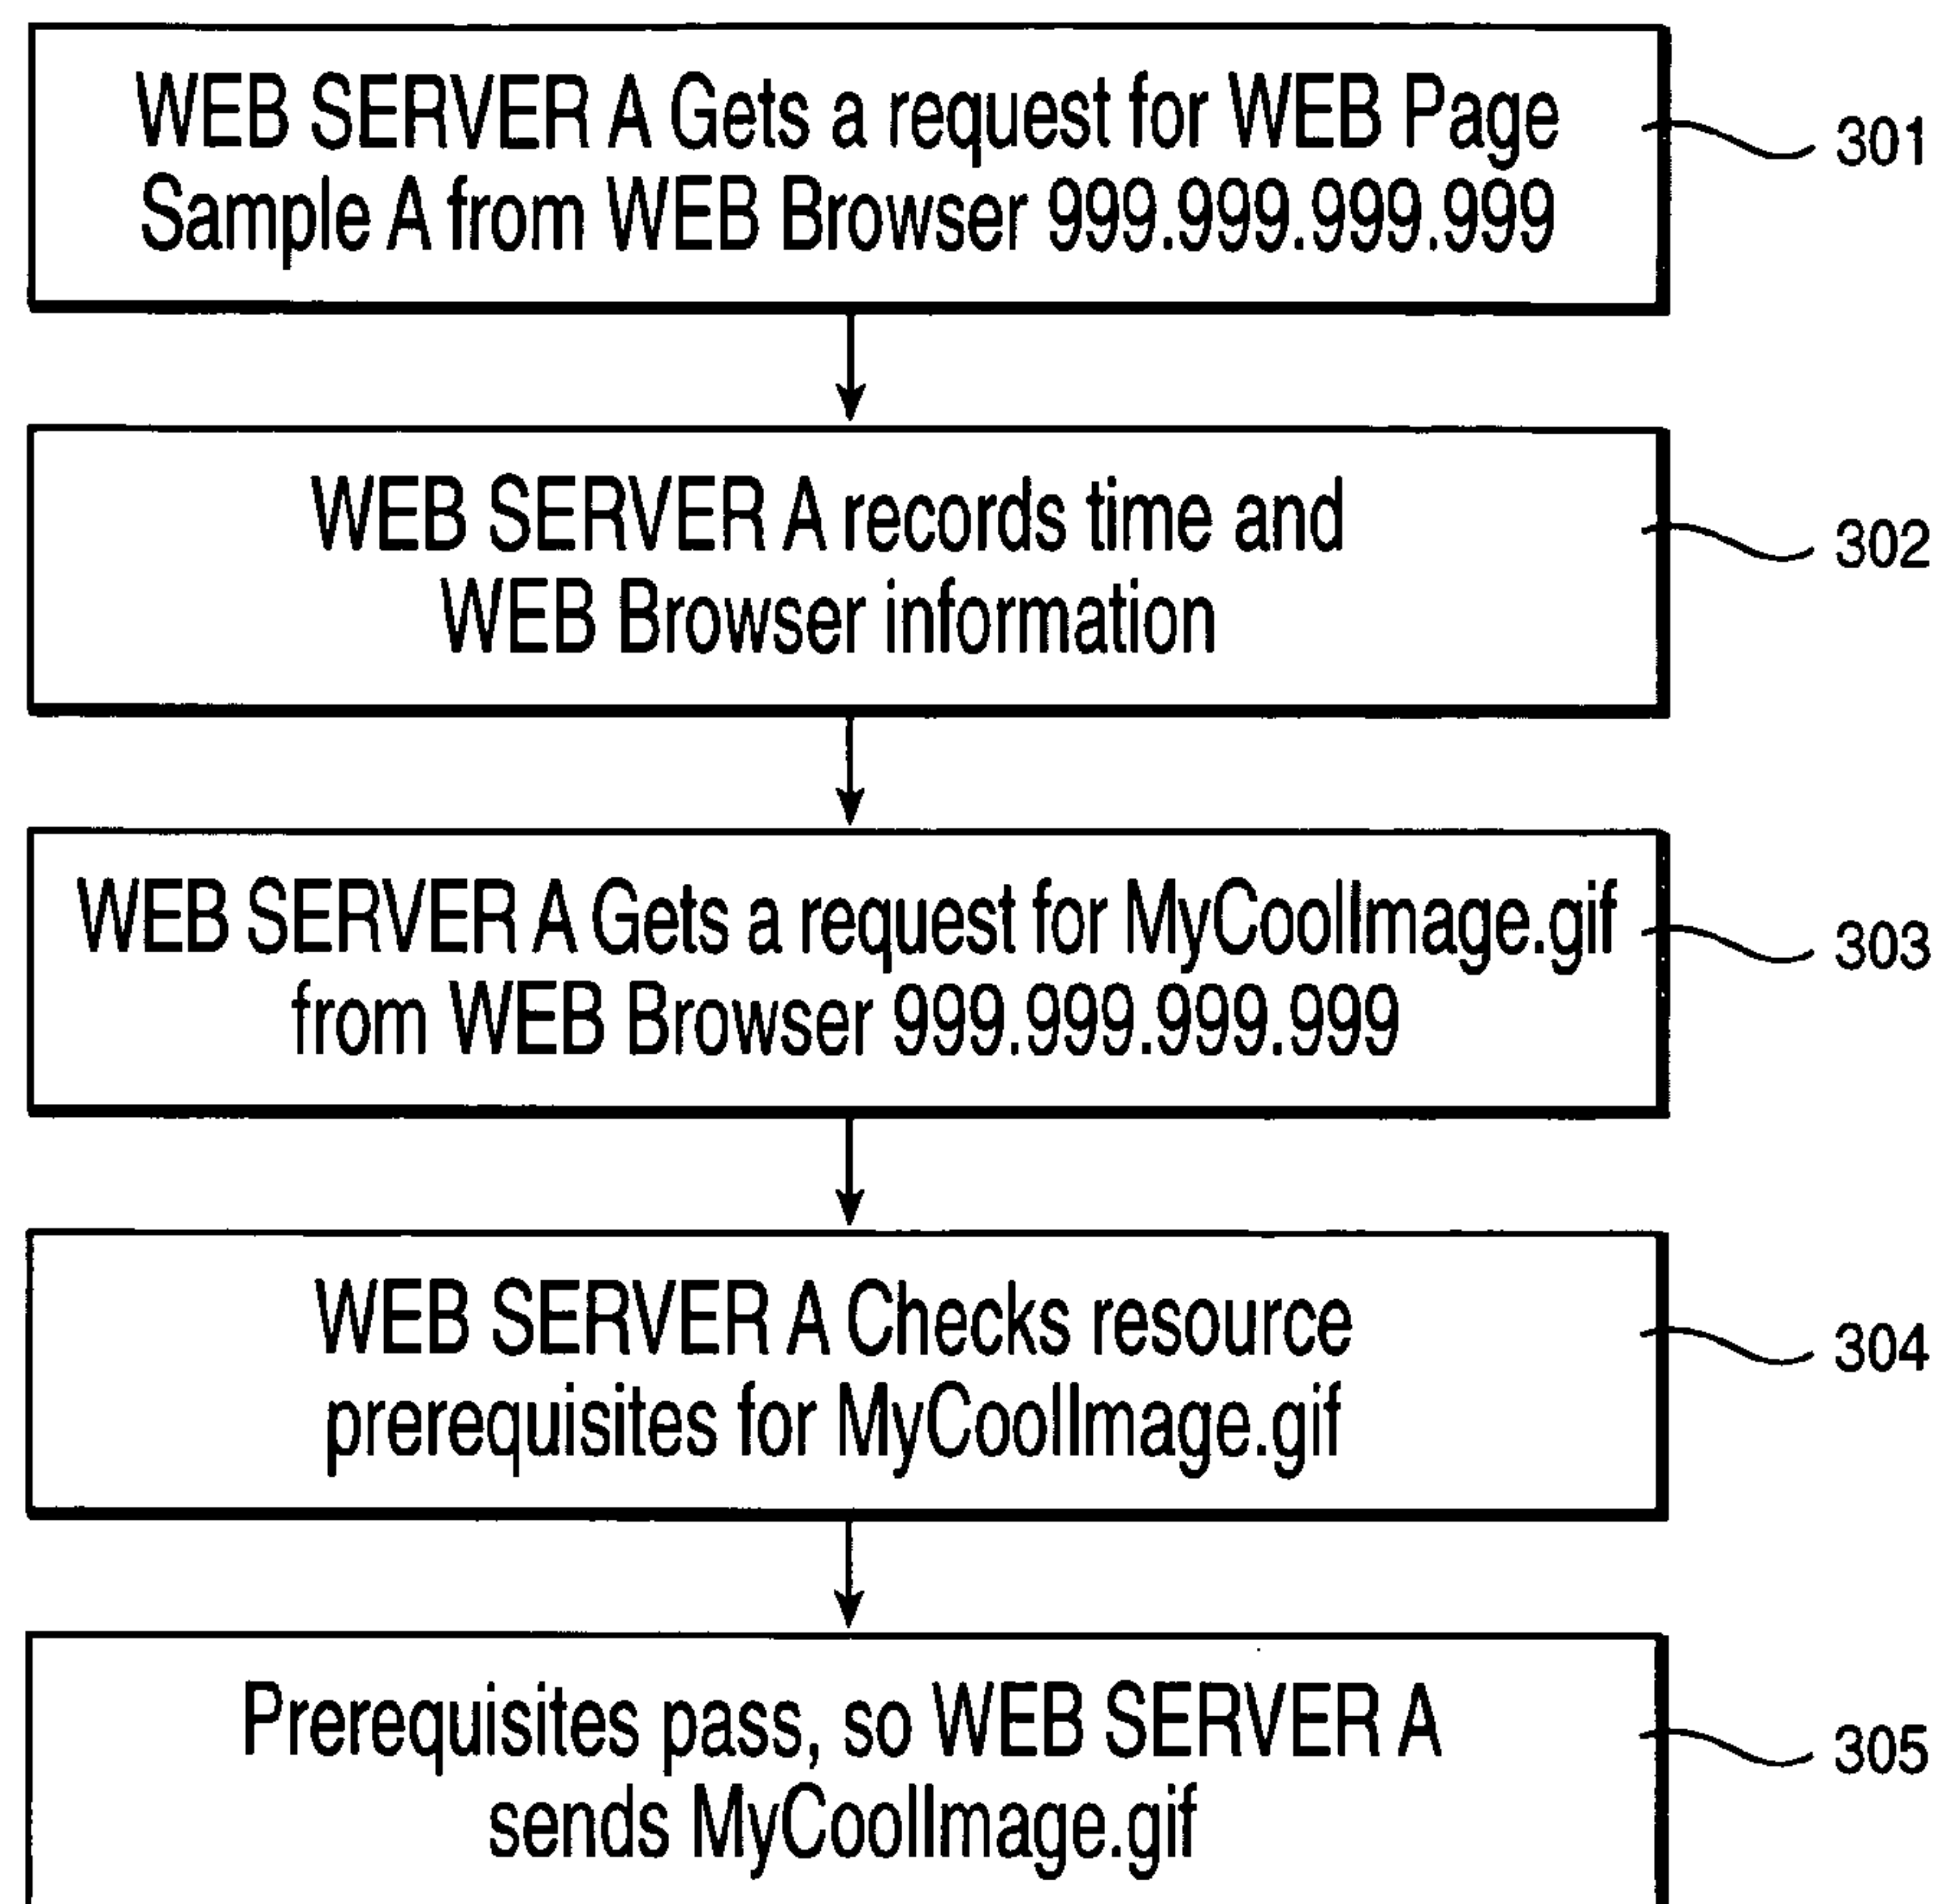 WEB SERVER A Gets a request for WEB Page
Sample A from WEB Browser 999.999.999.999
301
WEB SERVER A records time and
WEB Browser information
302
WEB SERVER A Gets a request for MyCoolImage.gif
from WEB Browser 999.999.999.999
303
WEB SERVER A Checks resource
prerequisites for MyCoolImage.gif
304
Prerequisites pass, so WEB SERVER A
sends MyCoolImage.gif
305